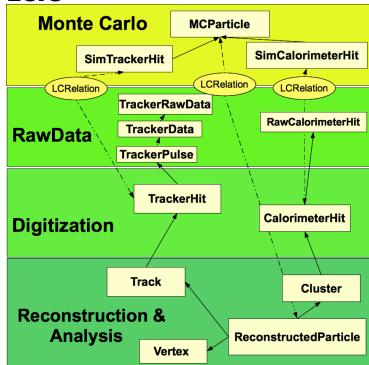 LCIO
Monte Carlo
MCParticle
SimTrackerHit
SimCalorimeterHit
LCRelation
LCRelation
LCRelation
TrackerRawData
RawData
TrackerData
RawCalorimeterHit
TrackerPulse
TrackerHit
Digitization
CalorimeterHit
Track
Cluster
Reconstruction &
Analysis
ReconstructedParticle
Vertex